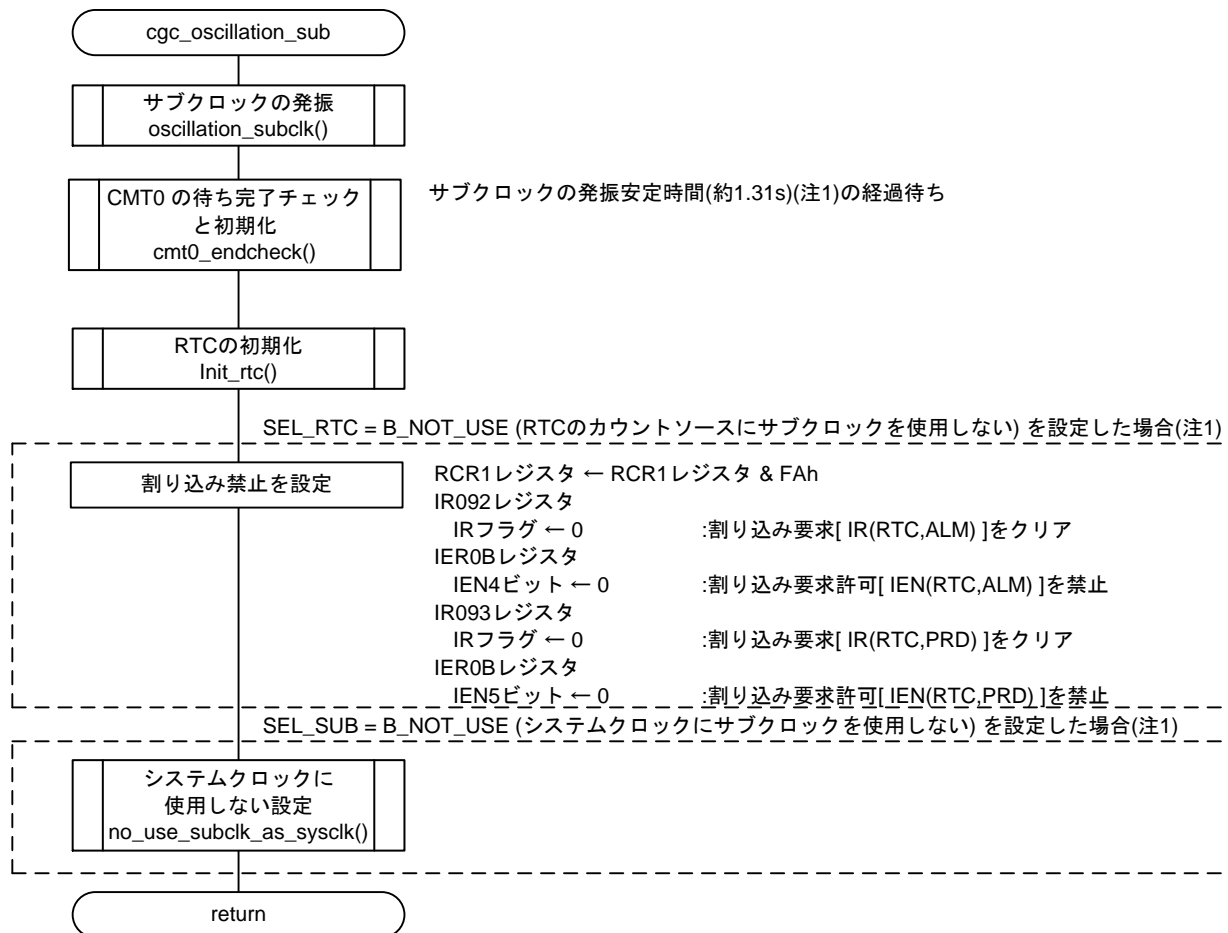 cgc_oscillation_sub
サブクロックの発振
oscillation_subclk()
CMT0 の待ち完了チェック
と初期化
cmt0_endcheck()
サブクロックの発振安定時間(約1.31s)(注1)の経過待ち
RTCの初期化
Init_rtc()
SEL_RTC = B_NOT_USE (RTCのカウントソースにサブクロックを使用しない) を設定した場合(注1)
割り込み禁止を設定
RCR1レジスタ ← RCR1レジスタ & FAh
IR092レジスタ
IRフラグ ← 0 :割り込み要求[ IR(RTC,ALM) ]をクリア
IER0Bレジスタ
IEN4ビット ← 0 :割り込み要求許可[ IEN(RTC,ALM) ]を禁止
IR093レジスタ
IRフラグ ← 0 :割り込み要求[ IR(RTC,PRD) ]をクリア
IER0Bレジスタ
IEN5ビット ← 0 :割り込み要求許可[ IEN(RTC,PRD) ]を禁止
SEL_SUB = B_NOT_USE (システムクロックにサブクロックを使用しない) を設定した場合(注1)
システムクロックに
使用しない設定
no_use_subclk_as_sysclk()
return